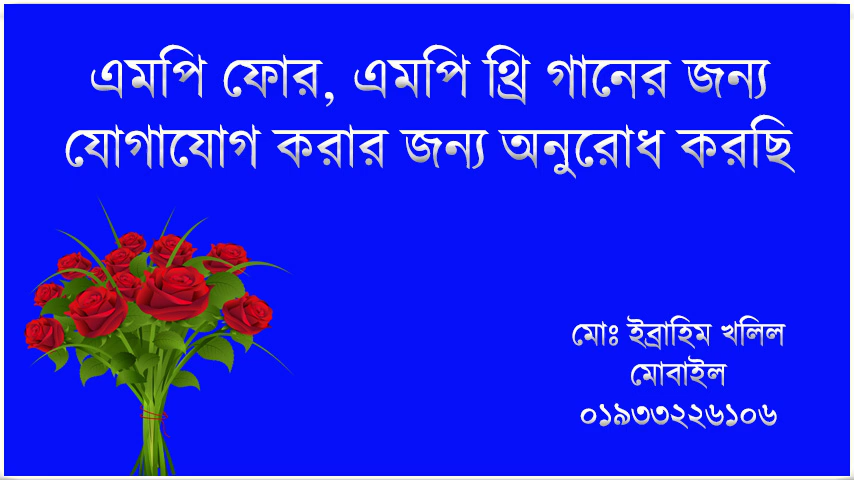 এমপি ফোর, এমপি থ্রি গানের জন্য
যোগাযোগ করার জন্য অনুরোধ করছি
মোঃ ইব্রাহিম খলিল
মোবাইল
০১৯৩৩২২৬১০৬